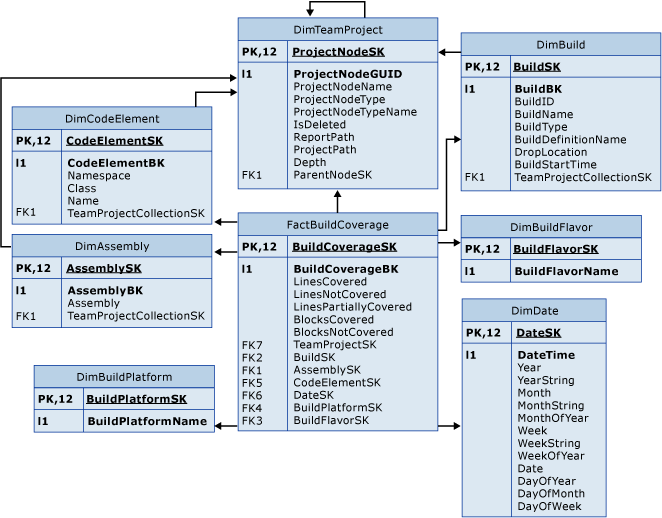 DimTeamProject
PK,12 ProjectNodeSK
I1 ProjectNodeGUID
ProjectNodeName
ProjectNodeType
ProjectNodeTypeName
IsDeleted
ReportPath
ProjectPath
Depth
FK1 ParentNodeSK
DimBuild
PK,12 BuildSK
I1 BuildBK
BuildID
BuildName
BuildType
BuildDefinitionName
DropLocation
BuildStartTime
FK1 TeamProjectCollectionSK
DimCodeElement
PK,12 CodeElementSK
I1 CodeElementBK
Namespace
Class
Name
FK1 TeamProjectCollectionSK
DimAssembly
PK,12 AssemblySK
I1 AssemblyBK
Assembly
FK1 TeamProjectCollectionSK
FactBuildCoverage
PK,12 BuildCoverageSK
I1 BuildCoverageBK
LinesCovered
LinesNotCovered
LinesPartiallyCovered
BlocksCovered
BlocksNotCovered
FK7 TeamProjectSK
FK2 BuildSK
FK1 AssemblySK
FK5 CodeElementSK
FK6 DateSK
FK4 BuildPlatformSK
FK3 BuildFlavorSK
DimBuildFlavor
PK,12 BuildFlavorSK
I1 BuildFlavorName
DimBuildPlatform
PK,12 BuildPlatformSK
I1 BuildPlatformName
DimDate
PK,12 DateSK
I1 DateTime
Year
YearString
Month
MonthString
MonthOfYear
Week
WeekString
WeekOfYear
Date
DayOfYear
DayOfMonth
DayOfWeek